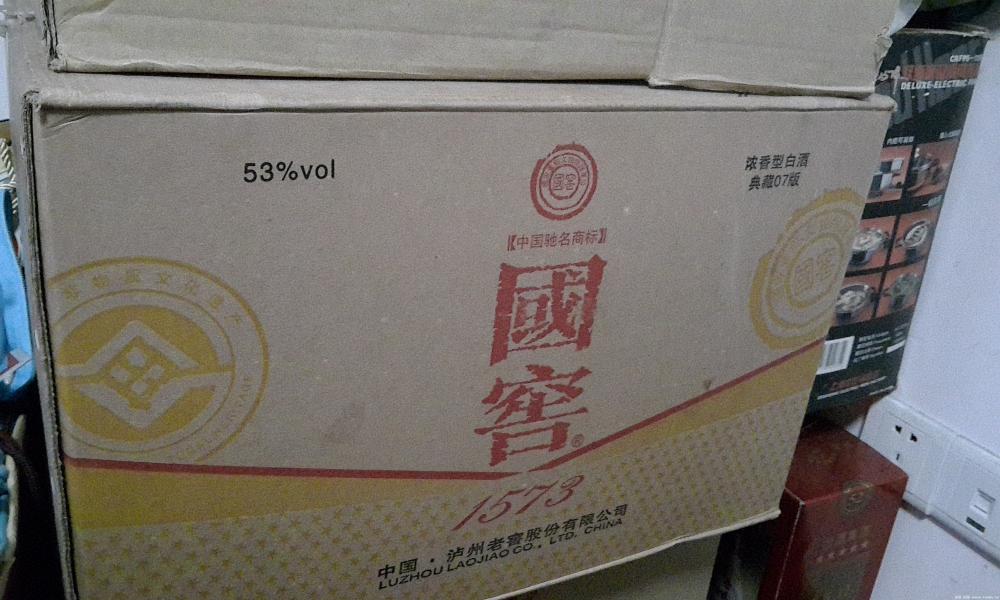 53%vol
浓香型白酒
典藏07版
國窖
【中国驰名商标】
國窖
國
窖®
1573
中国·泸州老窖股份有限公司
LUZHOU LAOJIAO CO., LTD. CHINA
DELUXE-ELECTRIC